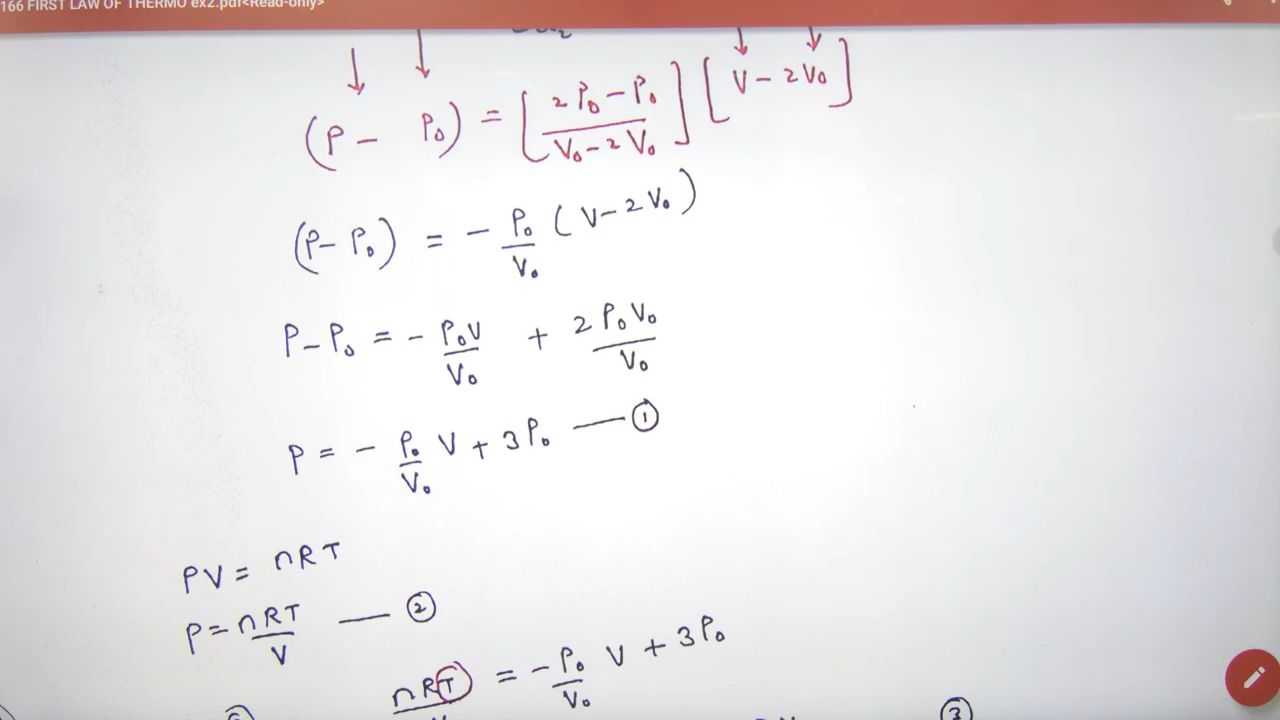 166 FIRST LAW OF THERMO ex2.pdf<Read-only>
(P - P₀) = [2P₀ - P₀ / V₀ - 2V₀] [V - 2V₀]
(P - P₀) = - P₀/V₀ (V - 2V₀)
P - P₀ = - P₀V/V₀ + 2P₀V₀/V₀
P = - P₀/V₀ V + 3P₀ — ①
PV = nRT
P = nRT/V — ②
nRT = - P₀/V₀ V + 3P₀
③